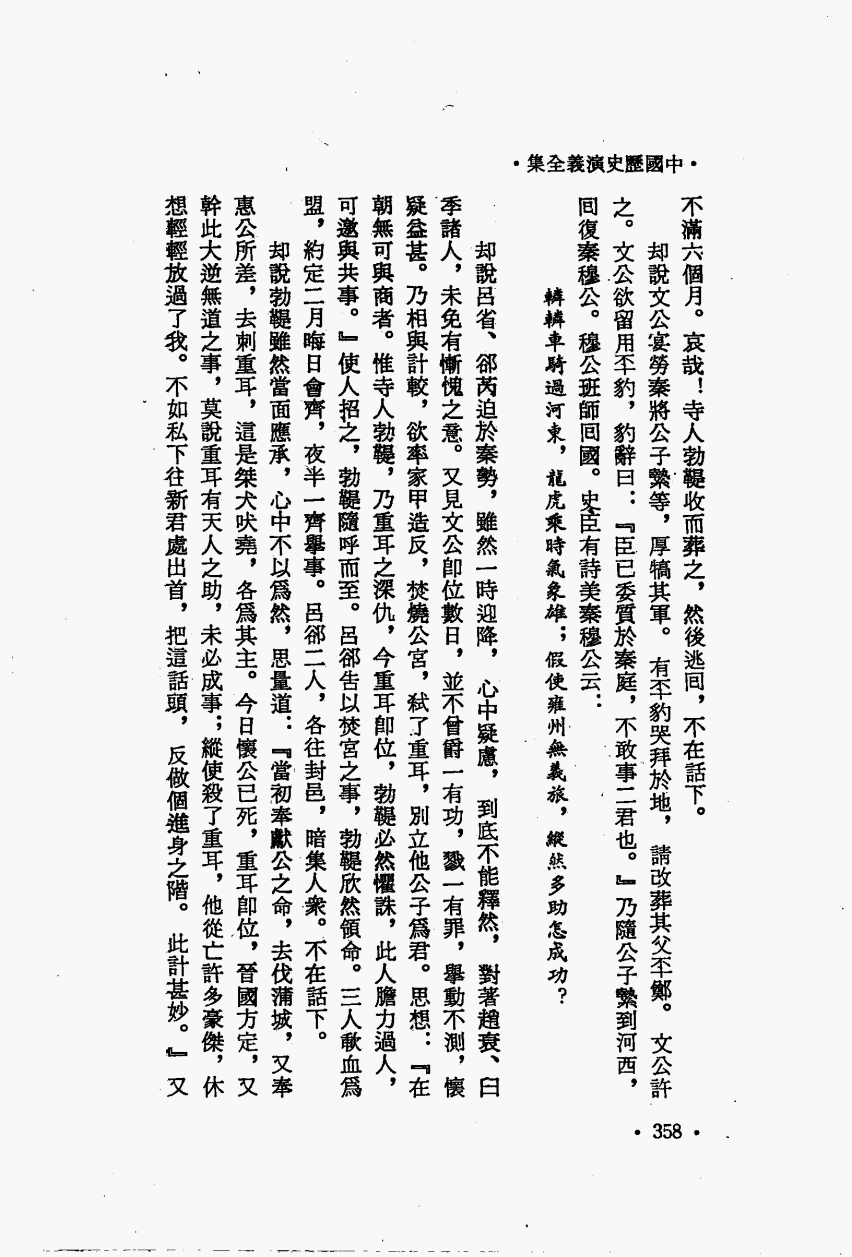 ·中國歷史演義全集·
不滿六個月。哀哉！寺人勃鞮收而葬之，然後逃囘，不在話下。
却說文公宴勞秦將公子縶等，厚犒其軍。有丕豹哭拜於地，請改葬其父丕鄭。文公許
之。文公欲留用丕豹，豹辭曰：『臣已委質於秦庭，不敢事二君也。』乃隨公子縶到河西，
囘復秦穆公。穆公班師囘國。史臣有詩美秦穆公云：
轔轔車騎過河東，龍虎乘時氣象雄；假使雍州無義旅，縱然多助怎成功？
却說呂省、郤芮迫於秦勢，雖然一時迎降，心中疑慮，到底不能釋然，對著趙衰、臼
季諸人，未免有慚愧之意。又見文公卽位數日，並不曾爵一有功，戮一有罪，舉動不測，懷
疑益甚。乃相與計較，欲率家甲造反，焚燒公宮，弒了重耳，別立他公子爲君。思想：『在
朝無可與商者。惟寺人勃鞮，乃重耳之深仇，今重耳卽位，勃鞮必然懼誅，此人膽力過人，
可邀與共事。』使人招之，勃鞮隨呼而至。呂郤告以焚宮之事，勃鞮欣然領命。三人歃血爲
盟，約定二月晦日會齊，夜半一齊舉事。呂郤二人，各往封邑，暗集人衆。不在話下。
却說勃鞮雖然當面應承，心中不以爲然，思量道：『當初奉獻公之命，去伐蒲城，又奉
惠公所差，去刺重耳，這是桀犬吠堯，各爲其主。今日懷公已死，重耳卽位，晉國方定，又
幹此大逆無道之事，莫說重耳有天人之助，未必成事；縱使殺了重耳，他從亡許多豪傑，休
想輕輕放過了我。不如私下往新君處出首，把這話頭，反做個進身之階。此計甚妙。』又
·358·